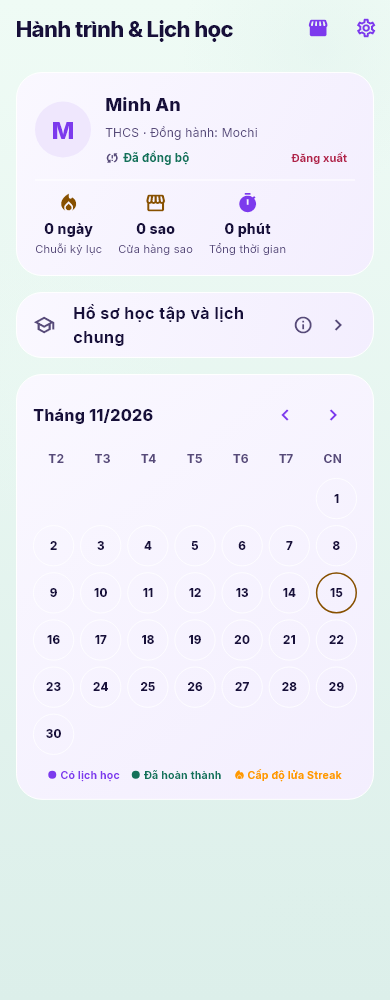 Hành trình & Lịch học
M
Minh An
THCS · Đồng hành: Mochi
Đã đồng bộ
Đăng xuất
0 ngày 0 sao 0 phút
Chuỗi kỷ lục Cửa hàng sao Tổng thời gian
Hồ sơ học tập và lịch
chung
Tháng 11/2026
T2 T3 T4 T5 T6 T7 CN
1
2 3 4 5 6 7 8
9 10 11 12 13 14 15
16 17 18 19 20 21 22
23 24 25 26 27 28 29
30
Có lịch học Đã hoàn thành Cấp độ lửa Streak